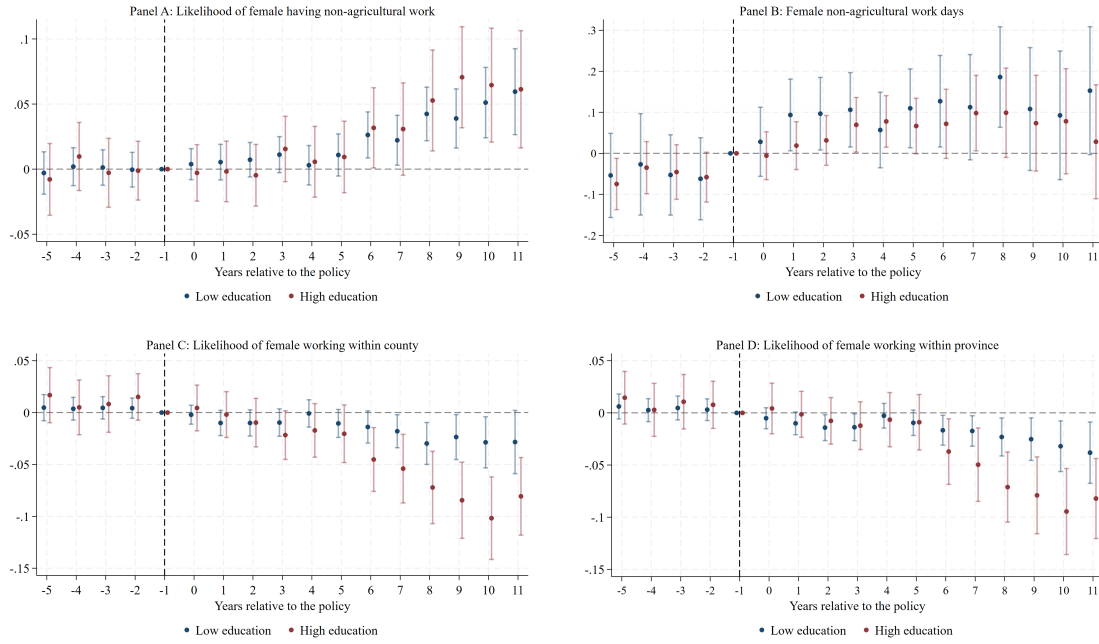 Panel A: Likelihood of female having non-agricultural work
.1
.05
0
-.05
-5 -4 -3 -2 -1 0 1 2 3 4 5 6 7 8 9 10 11
Years relative to the policy
Low education High education
Panel B: Female non-agricultural work days
.3
.2
.1
0
-.1
-.2
-5 -4 -3 -2 -1 0 1 2 3 4 5 6 7 8 9 10 11
Years relative to the policy
Low education High education
Panel C: Likelihood of female working within county
.05
0
-.05
-.1
-.15
-5 -4 -3 -2 -1 0 1 2 3 4 5 6 7 8 9 10 11
Years relative to the policy
Low education High education
Panel D: Likelihood of female working within province
.05
0
-.05
-.1
-.15
-5 -4 -3 -2 -1 0 1 2 3 4 5 6 7 8 9 10 11
Years relative to the policy
Low education High education